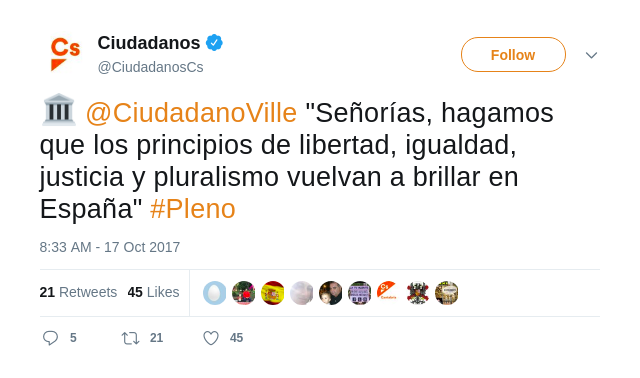 Cs
Ciudadanos
@CiudadanosCs
Follow
@CiudadanoVille "Señorías, hagamos
que los principios de libertad, igualdad,
justicia y pluralismo vuelvan a brillar en
España" #Pleno
8:33 AM - 17 Oct 2017
21 Retweets 45 Likes
5 21 45